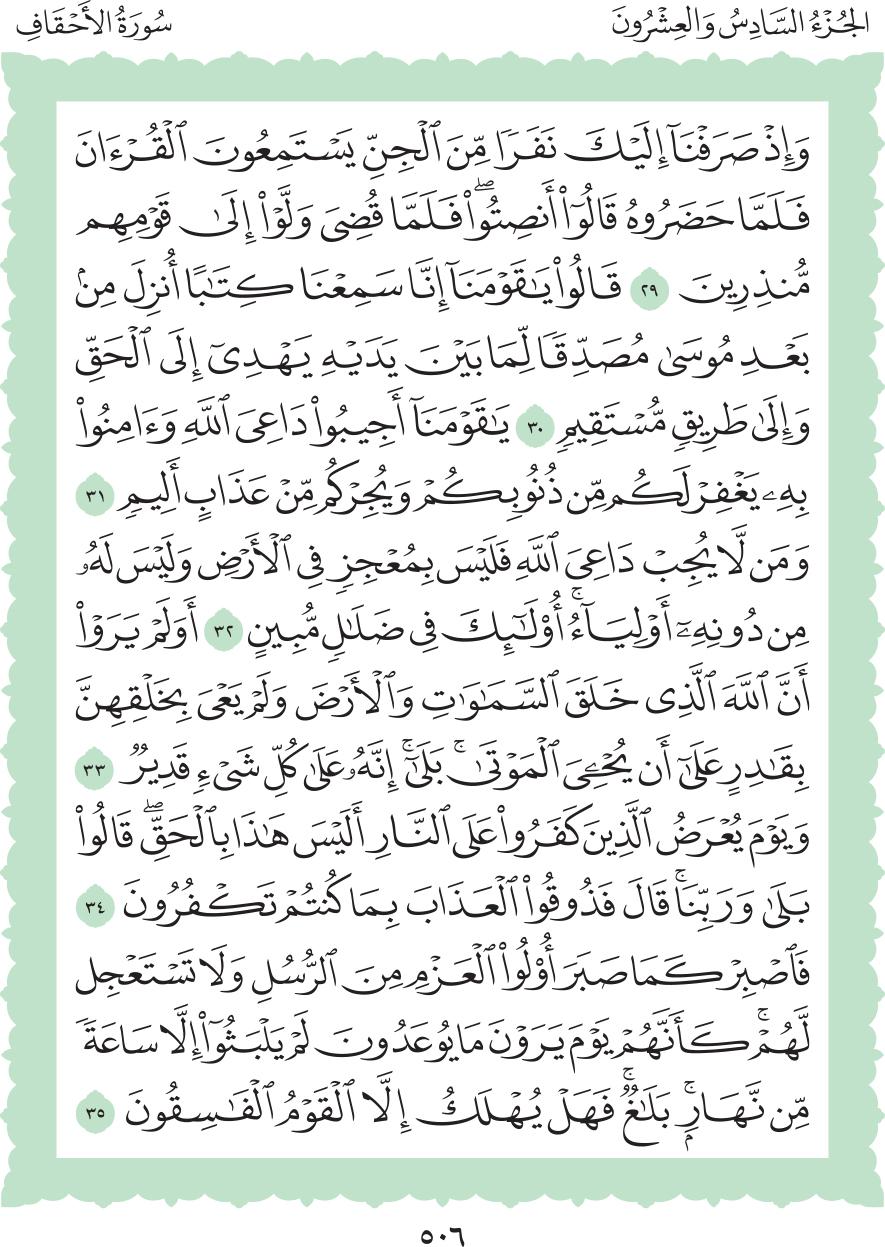 الجُزْءُ السَّادِسُ وَالعِشْرُونَ
سُورَةُ الأَحْقَافِ
وَإِذْ صَرَفْنَآ إِلَيْكَ نَفَرٗا مِّنَ ٱلْجِنِّ يَسْتَمِعُونَ ٱلْقُرْءَانَ
فَلَمَّا حَضَرُوهُ قَالُوٓا۟ أَنصِتُوا۟ۖ فَلَمَّا قُضِىَ وَلَّوْا۟ إِلَىٰ قَوْمِهِم
مُّنذِرِينَ ٢٩ قَالُوا۟ يَٰقَوْمَنَآ إِنَّا سَمِعْنَا كِتَٰبًا أُنزِلَ مِنۢ
بَعْدِ مُوسَىٰ مُصَدِّقٗا لِّمَا بَيْنَ يَدَيْهِ يَهْدِىٓ إِلَى ٱلْحَقِّ
وَإِلَىٰ طَرِيقٖ مُّسْتَقِيمٖ ٣٠ يَٰقَوْمَنَآ أَجِيبُوا۟ دَاعِىَ ٱللَّهِ وَءَامِنُوا۟
بِهِۦ يَغْفِرْ لَكُم مِّن ذُنُوبِكُمْ وَيُجِرْكُم مِّنْ عَذَابٍ أَلِيمٖ ٣١
وَمَن لَّا يُجِبْ دَاعِىَ ٱللَّهِ فَلَيْسَ بِمُعْجِزٖ فِى ٱلْأَرْضِ وَلَيْسَ لَهُۥ
مِن دُونِهِۦٓ أَوْلِيَآءُۚ أُو۟لَٰٓئِكَ فِى ضَلَٰلٖ مُّبِينٍ ٣٢ أَوَلَمْ يَرَوْا۟
أَنَّ ٱللَّهَ ٱلَّذِى خَلَقَ ٱلسَّمَٰوَٰتِ وَٱلْأَرْضَ وَلَمْ يَعْىَ بِخَلْقِهِنَّ
بِقَٰدِرٍ عَلَىٰٓ أَن يُحْـِۧىَ ٱلْمَوْتَىٰۚ بَلَىٰٓۚ إِنَّهُۥ عَلَىٰ كُلِّ شَىْءٖ قَدِيرٞ ٣٣
وَيَوْمَ يُعْرَضُ ٱلَّذِينَ كَفَرُوا۟ عَلَى ٱلنَّارِ أَلَيْسَ هَٰذَا بِٱلْحَقِّۖ قَالُوا۟
بَلَىٰ وَرَبِّنَاۚ قَالَ فَذُوقُوا۟ ٱلْعَذَابَ بِمَا كُنتُمْ تَكْفُرُونَ ٣٤
فَٱصْبِرْ كَمَا صَبَرَ أُو۟لُوا۟ ٱلْعَزْمِ مِنَ ٱلرُّسُلِ وَلَا تَسْتَعْجِل
لَّهُمْۚ كَأَنَّهُمْ يَوْمَ يَرَوْنَ مَا يُوعَدُونَ لَمْ يَلْبَثُوٓا۟ إِلَّا سَاعَةٗ
مِّن نَّهَارِۭۚ بَلَٰغٞۚ فَهَلْ يُهْلَكُ إِلَّا ٱلْقَوْمُ ٱلْفَٰسِقُونَ ٣٥
٥٠٦